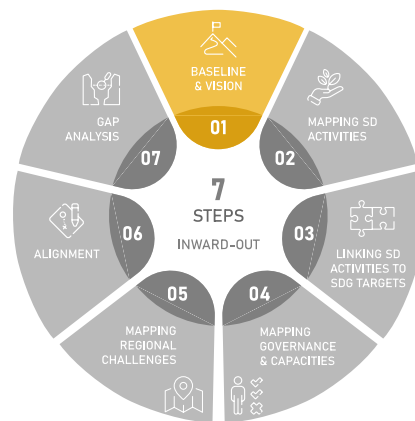 BASELINE
& VISION
01
MAPPING SD
ACTIVITIES
02
LINKING SD
ACTIVITIES TO
SDG TARGETS
03
MAPPING
GOVERNANCE
& CAPACITIES
04
MAPPING
REGIONAL
CHALLENGES
05
ALIGNMENT
06
GAP
ANALYSIS
07
7
STEPS
INWARD-OUT